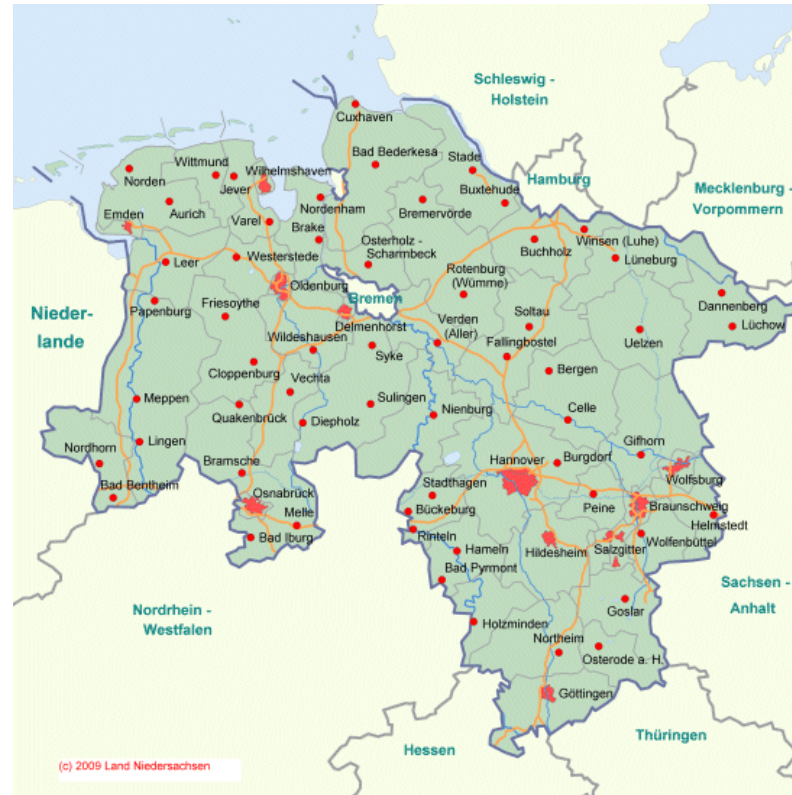 Schleswig -
Holstein
Cuxhaven
Bad Bederkesa
Stade
Hamburg
Mecklenburg -
Vorpommern
Wittmund
Wilhelmshaven
Norden
Jever
Buxtehude
Aurich
Nordenham
Bremervörde
Emden
Varel
Brake
Winsen (Luhe)
Osterholz -
Scharmbeck
Buchholz
Lüneburg
Leer
Westerstede
Rotenburg
(Wümme)
Oldenburg
Bremen
Dannenberg
Papenburg
Friesoythe
Nieder-
lande
Delmenhorst
Verden
(Aller)
Soltau
Lüchow
Wildeshausen
Uelzen
Syke
Fallingbostel
Cloppenburg
Vechta
Bergen
Meppen
Sulingen
Quakenbrück
Diepholz
Nienburg
Celle
Nordhorn
Lingen
Gifhorn
Bramsche
Hannover
Burgdorf
Bad Bentheim
Stadthagen
Wolfsburg
Osnabrück
Peine
Braunschweig
Melle
Bückeburg
Helmstedt
Bad Iburg
Rinteln
Wolfenbüttel
Hameln
Hildesheim
Salzgitter
Bad Pyrmont
Sachsen -
Anhalt
Nordrhein -
Westfalen
Goslar
Holzminden
Northeim
Osterode a. H.
Göttingen
Hessen
Thüringen
(c) 2009 Land Niedersachsen